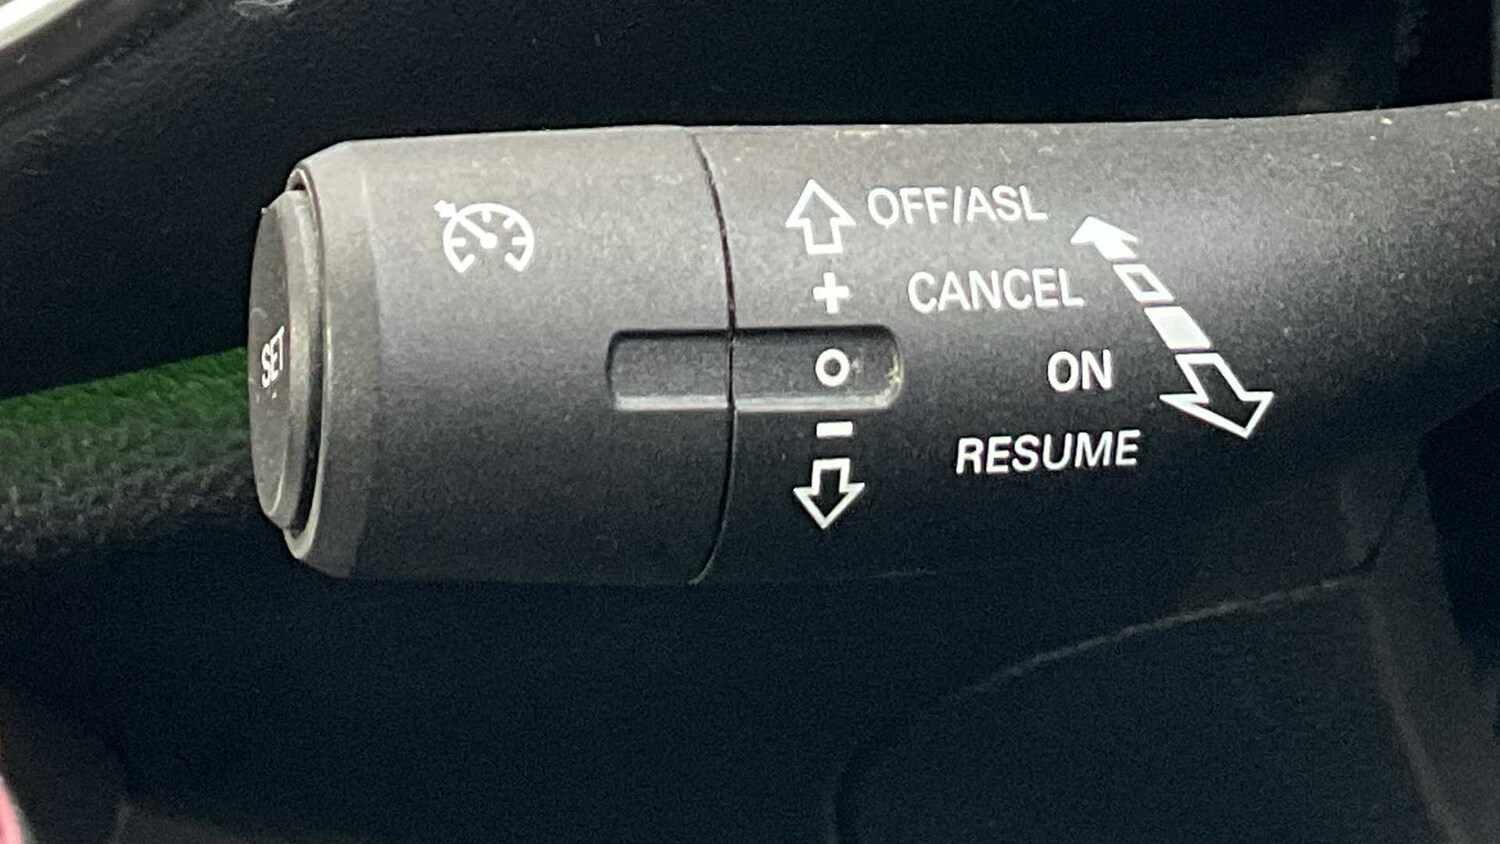 SET
OFF/ASL
+ CANCEL
O ON
- RESUME